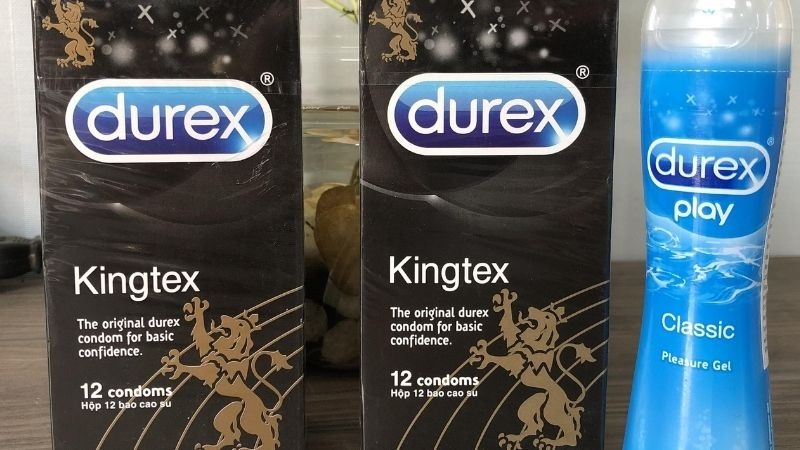 durex®
Kingtex
The original durex
condom for basic
confidence.
12 condoms
Hộp 12 bao cao su
durex®
Kingtex
The original durex
condom for basic
confidence.
12 condoms
Hộp 12 bao cao su
durex
play
Classic
Pleasure Gel